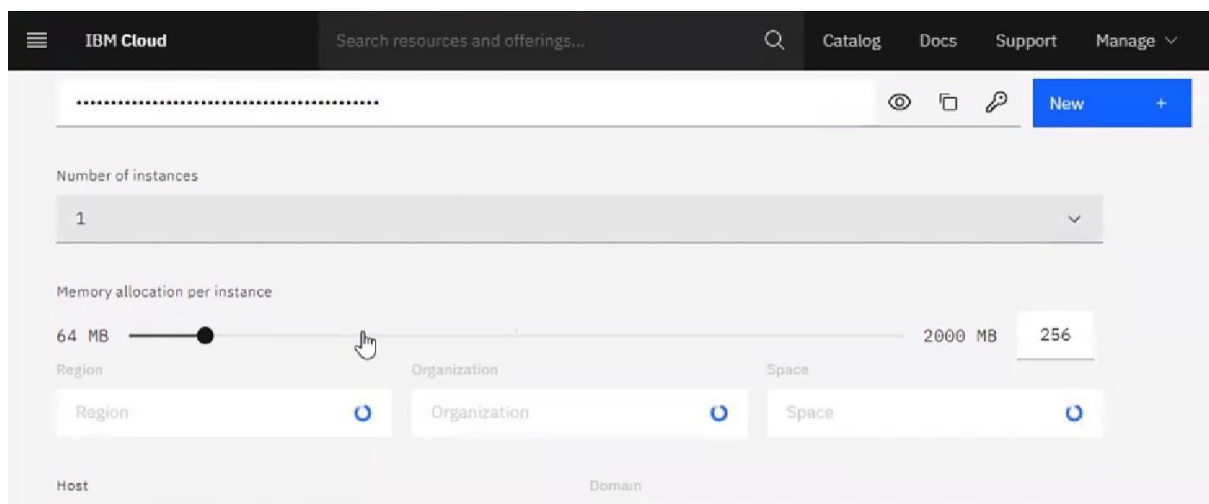 IBM Cloud Search resources and offerings... Catalog Docs Support Manage
•••••••••••••••••••••••••••••••••••••••••••• New +
Number of instances
1
Memory allocation per instance
64 MB 2000 MB 256
Region Organization Space
Region Organization Space
Host Domain